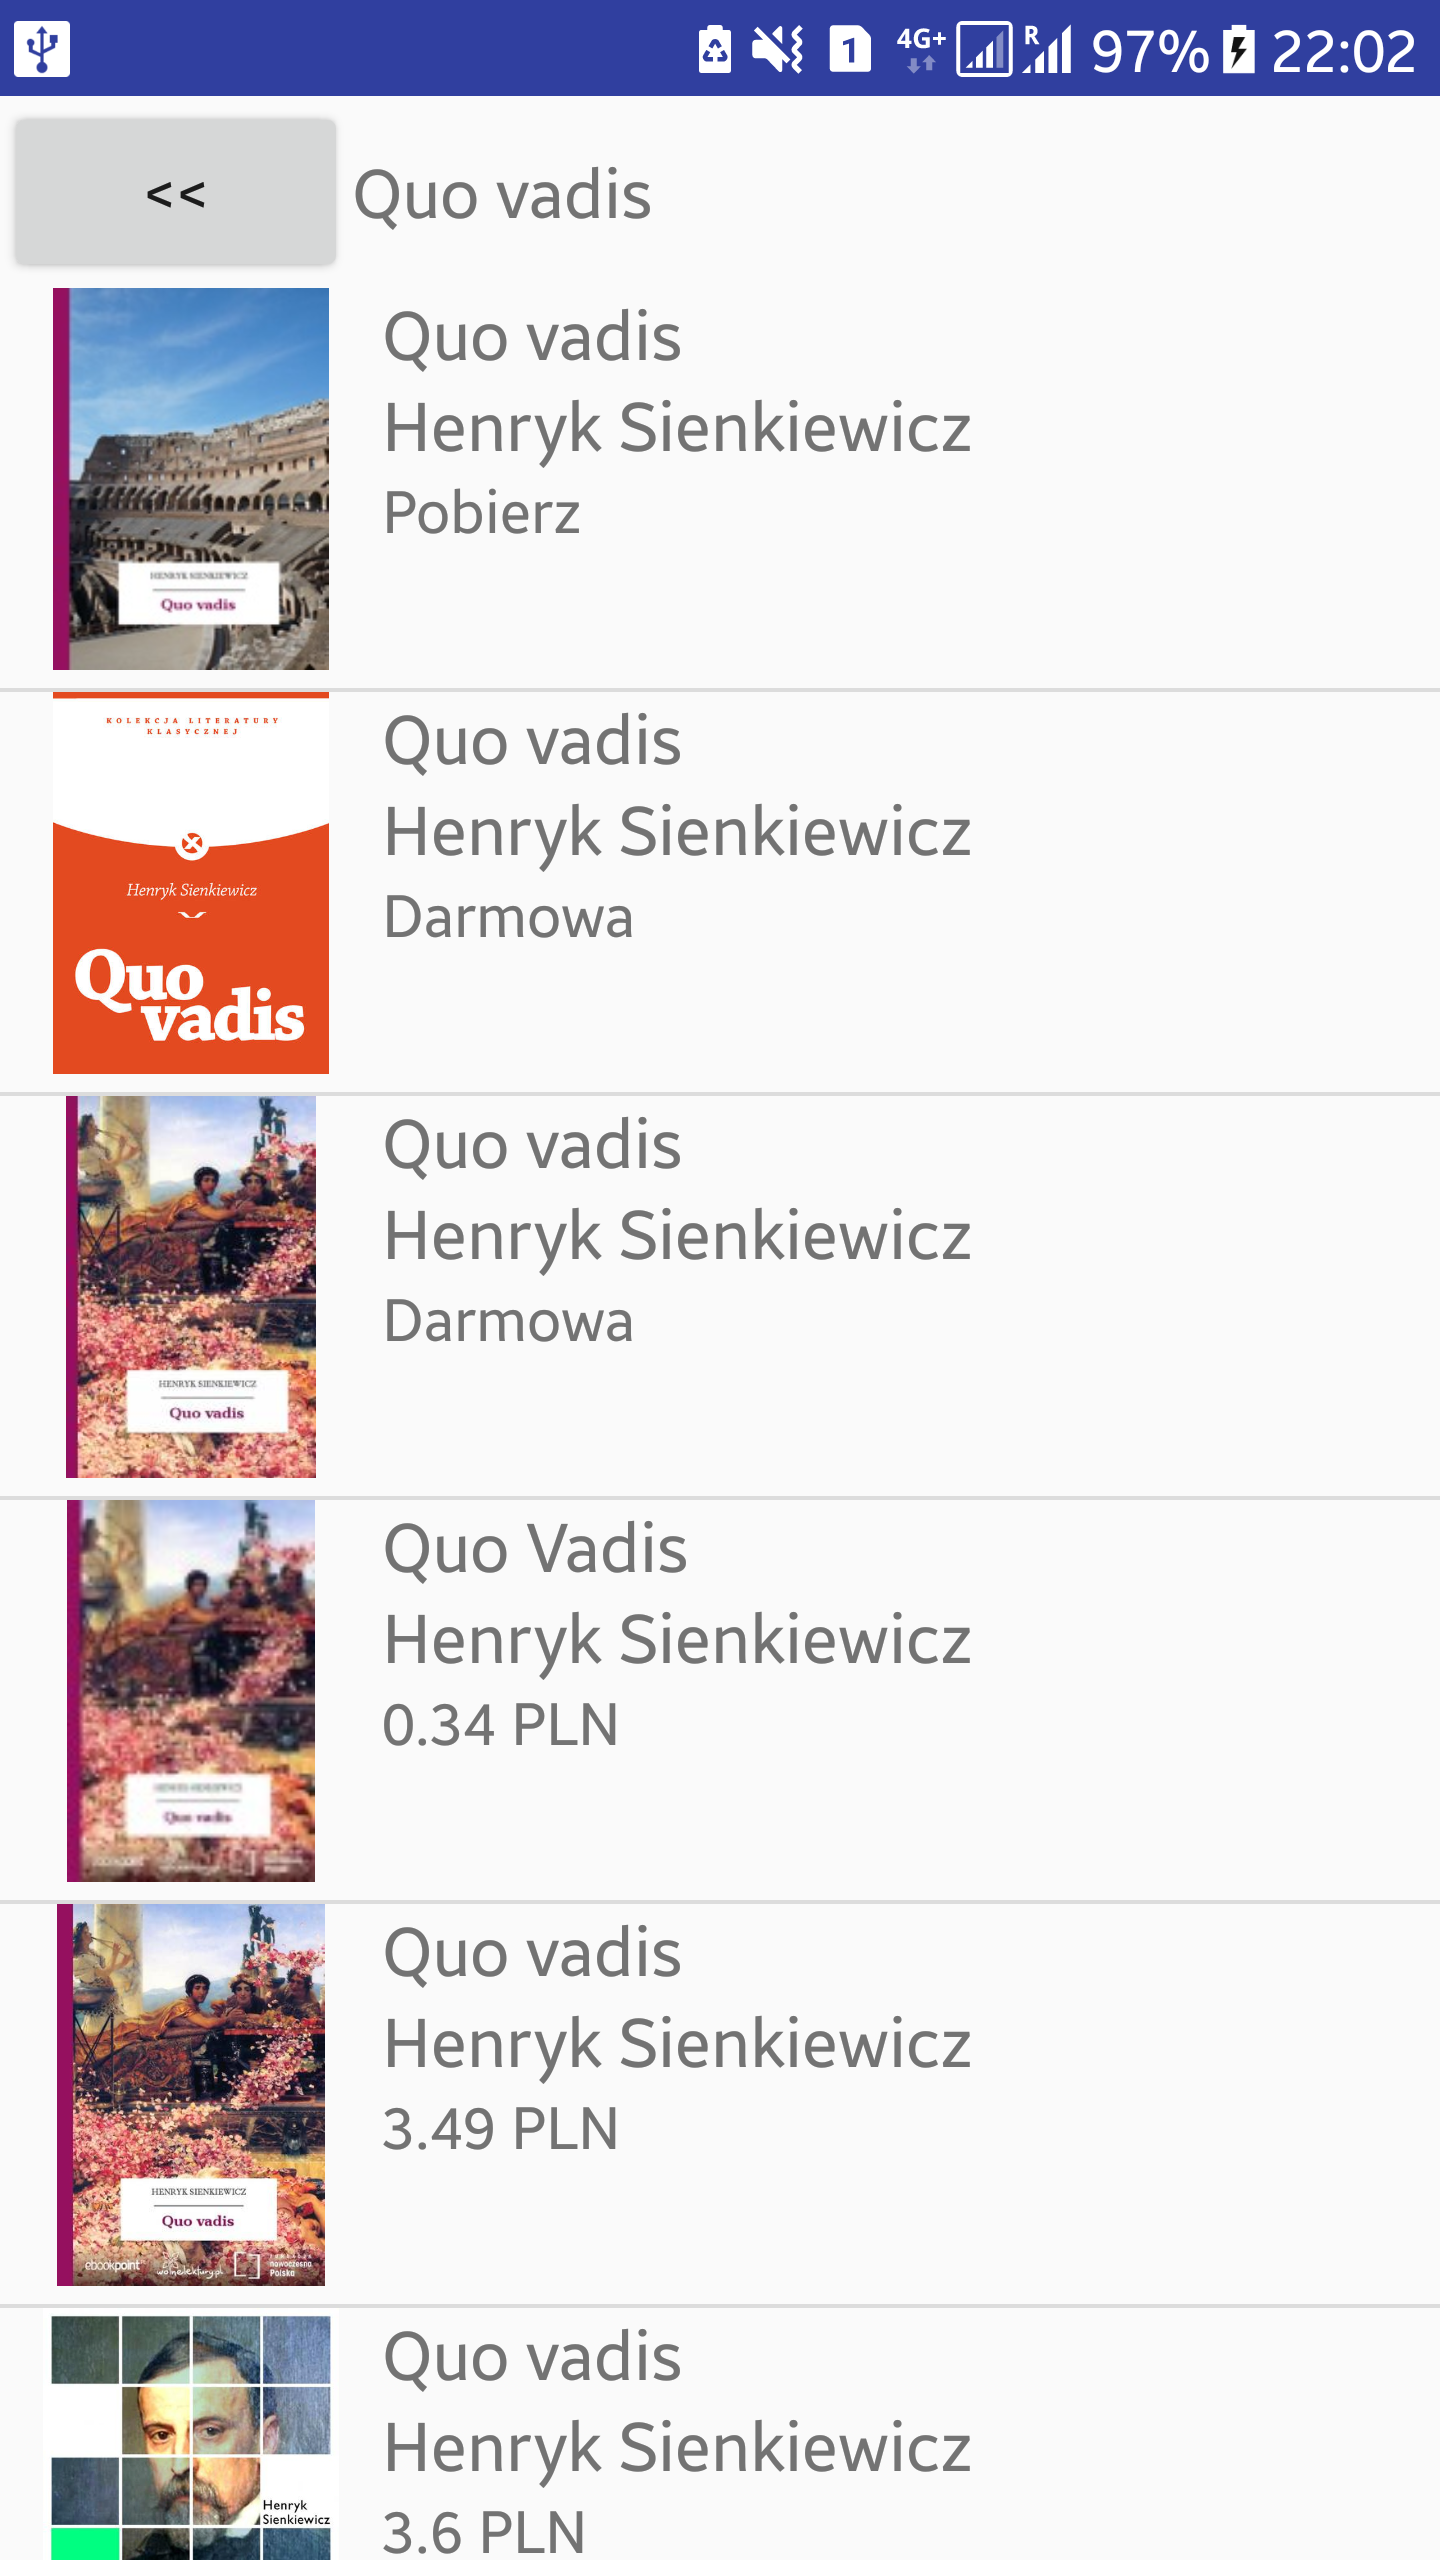 1 4G+ R 97% 22:02
<< Quo vadis
HENRYK SIENKIEWICZ
Quo vadis
Quo vadis
Henryk Sienkiewicz
Pobierz
KOLEKCJA LITERATURY
KLASYCZNEJ
Henryk Sienkiewicz
Quo
vadis
Quo vadis
Henryk Sienkiewicz
Darmowa
HENRYK SIENKIEWICZ
Quo vadis
Quo vadis
Henryk Sienkiewicz
Darmowa
HENRYK SIENKIEWICZ
Quo vadis
Quo Vadis
Henryk Sienkiewicz
0.34 PLN
HENRYK SIENKIEWICZ
Quo vadis
ebookpoint
wolnelektury.pl
nowoczesna
Polska
Quo vadis
Henryk Sienkiewicz
3.49 PLN
Henryk
Sienkiewicz
Quo vadis
Henryk Sienkiewicz
3.6 PLN